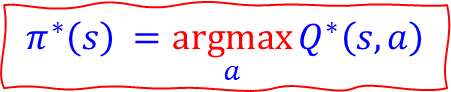 π*(s) = argmax Q*(s,a)
a